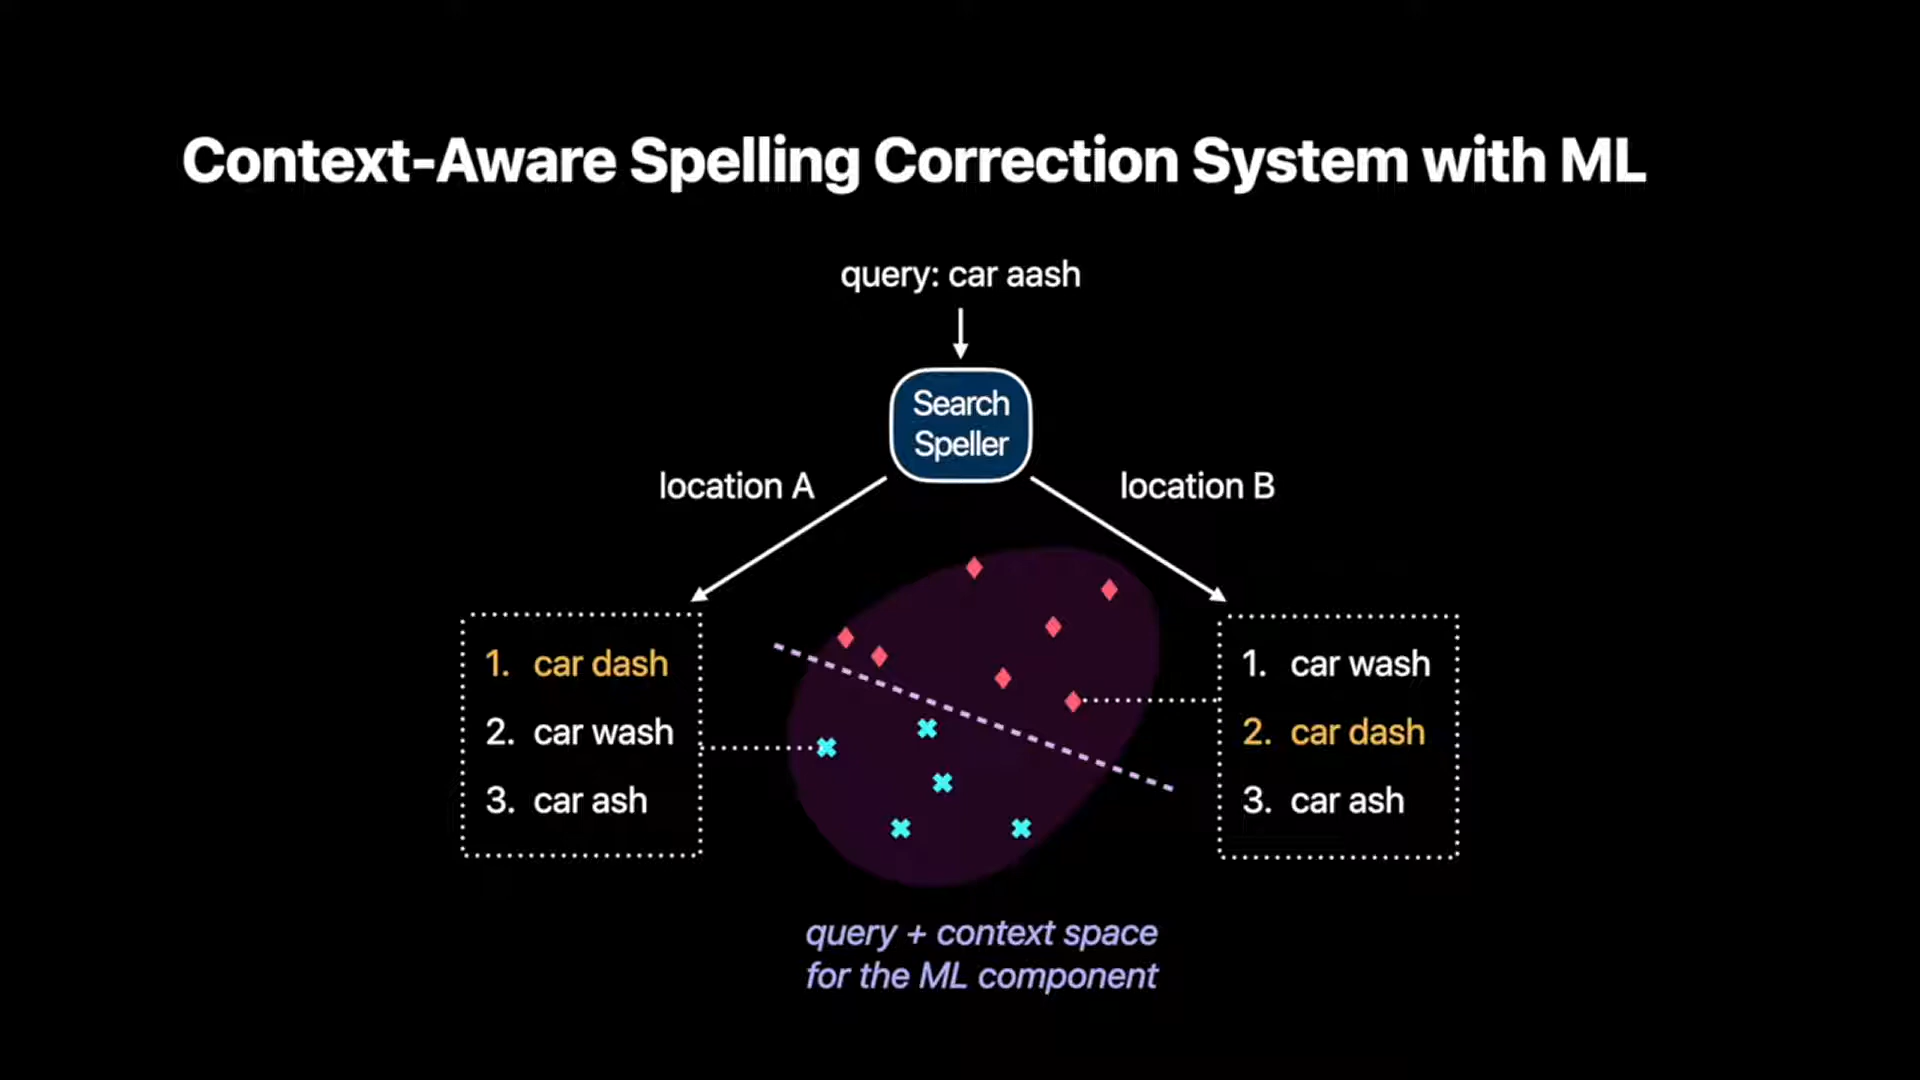 Context-Aware Spelling Correction System with ML
query: car aash
Search
Speller
location A
location B
1. car dash
2. car wash
3. car ash
1. car wash
2. car dash
3. car ash
query + context space
for the ML component